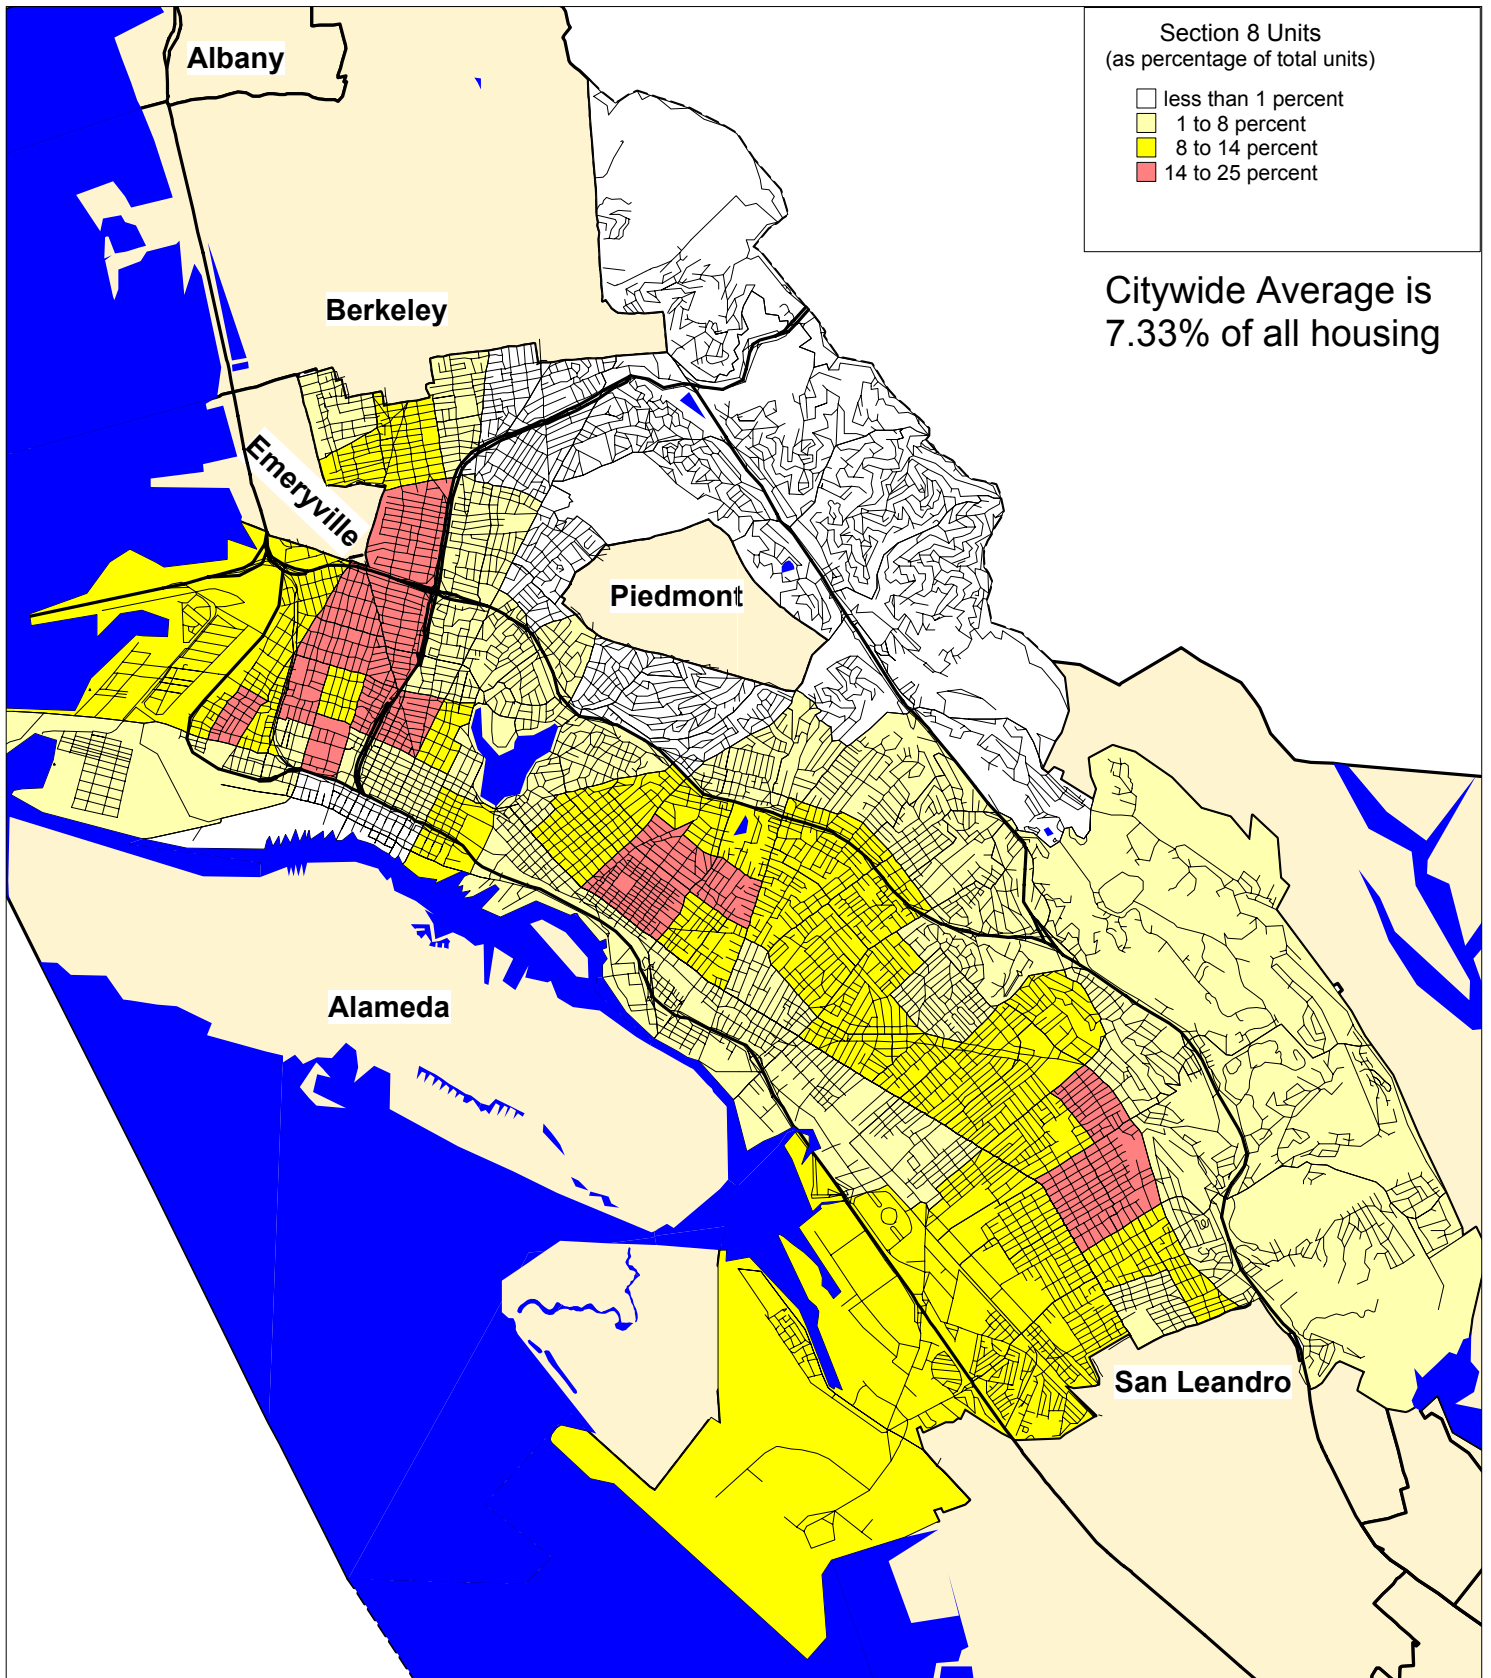 Section 8 Units
(as percentage of total units)
less than 1 percent
1 to 8 percent
8 to 14 percent
14 to 25 percent
Citywide Average is
7.33% of all housing
Albany
Berkeley
Emeryville
Piedmont
Alameda
San Leandro